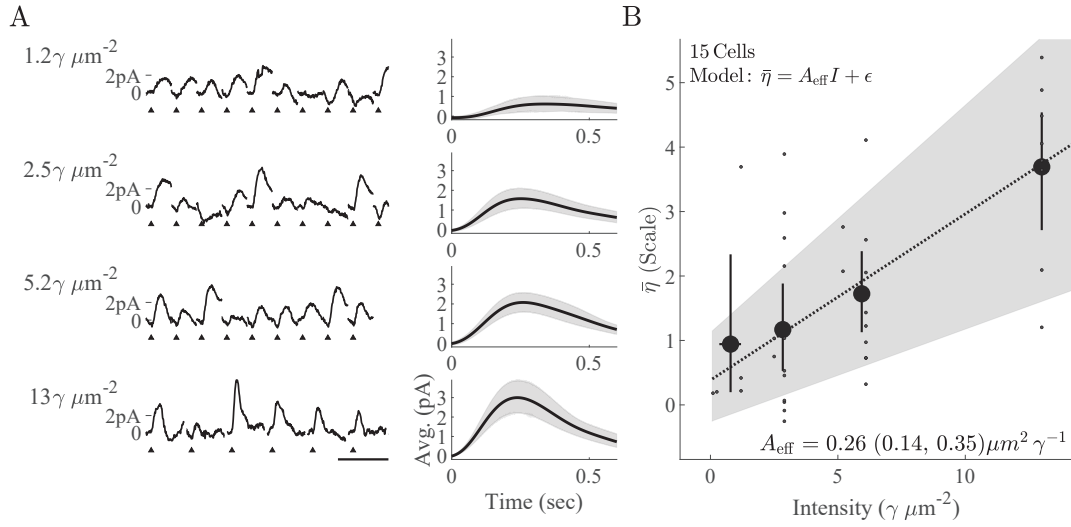 A
1.2γ μm-2
2pA
0
3
2
1
0
0
0.5
2.5γ μm-2
2pA
0
3
2
1
0
0
0.5
5.2γ μm-2
2pA
0
3
2
1
0
0
0.5
13γ μm-2
2pA
0
Avg. (pA)
3
2
1
0
0
0.5
Time (sec)
B
15 Cells
Model: η̄ = A_eff I + ϵ
η̄ (Scale)
5
4
3
2
1
0
A_eff = 0.26 (0.14, 0.35)μm² γ⁻¹
0
5
10
Intensity (γ μm-2)